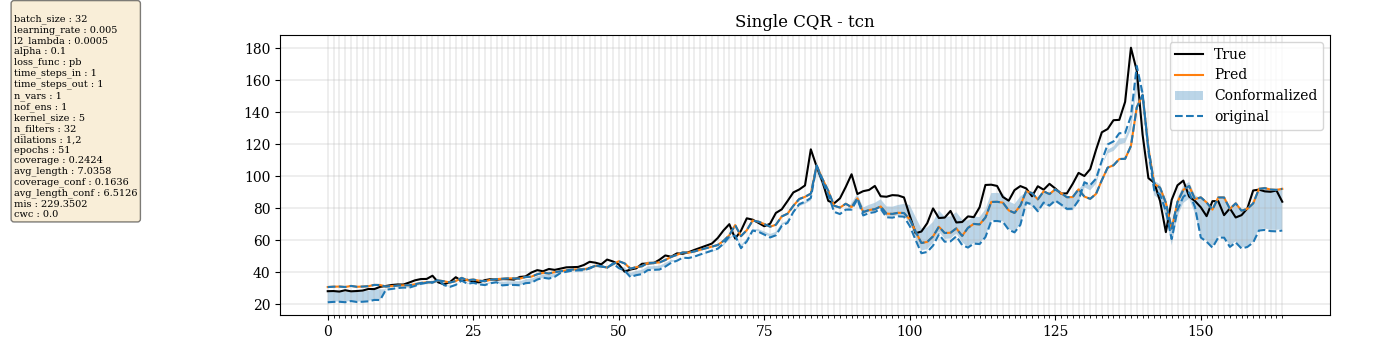 batch_size : 32
learning_rate : 0.005
l2_lambda : 0.0005
alpha : 0.1
loss_func : pb
time_steps_in : 1
time_steps_out : 1
n_vars : 1
nof_ens : 1
kernel_size : 5
n_filters : 32
dilations : 1,2
epochs : 51
coverage : 0.2424
avg_length : 7.0358
coverage_conf : 0.1636
avg_length_conf : 6.5126
mis : 229.3502
cwc : 0.0
Single CQR - tcn
180
160
140
120
100
80
60
40
20
0 25 50 75 100 125 150
True
Pred
Conformalized
original